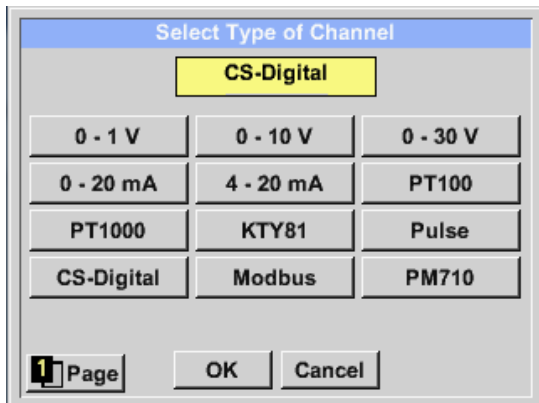 Select Type of Channel
CS-Digital
0 - 1 V
0 - 10 V
0 - 30 V
0 - 20 mA
4 - 20 mA
PT100
PT1000
KTY81
Pulse
CS-Digital
Modbus
PM710
1 Page
OK
Cancel